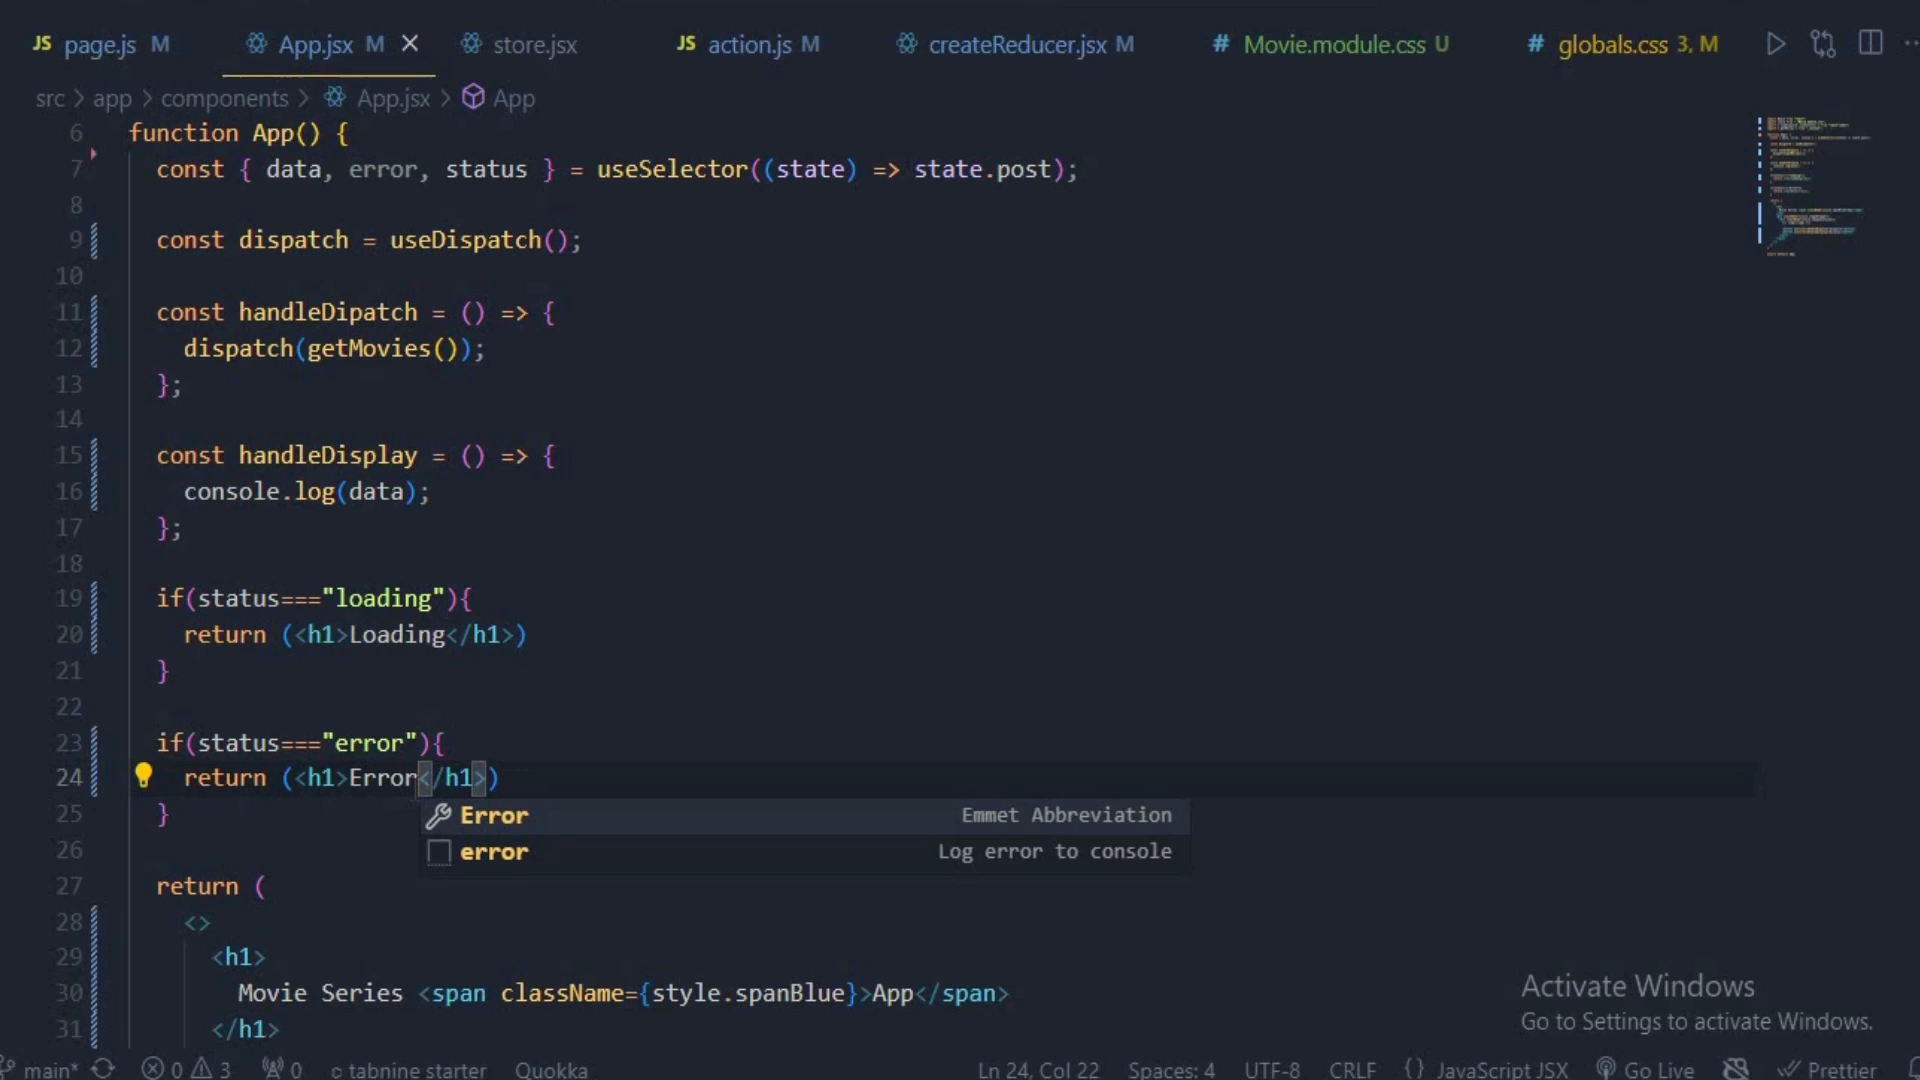 JS page.js M App.jsx M store.jsx JS action.js M createReducer.jsx M # Movie.module.css U # globals.css 3, M
src > app > components > App.jsx > App
6 function App() {
7 const { data, error, status } = useSelector((state) => state.post);
8
9 const dispatch = useDispatch();
10
11 const handleDipatch = () => {
12 dispatch(getMovies());
13 };
14
15 const handleDisplay = () => {
16 console.log(data);
17 };
18
19 if(status==="loading"){
20 return (<h1>Loading</h1>)
21 }
22
23 if(status==="error"){
24 return (<h1>Error</h1>)
Error Emmet Abbreviation
25 }
error Log error to console
26
27 return (
28 <>
29 <h1>
30 Movie Series <span className={style.spanBlue}>App</span>
31 </h1>
Activate Windows
Go to Settings to activate Windows.
main* 0 3 0 tabnine starter Quokka Ln 24, Col 22 Spaces: 4 UTF-8 CRLF {} JavaScript JSX Go Live Prettier